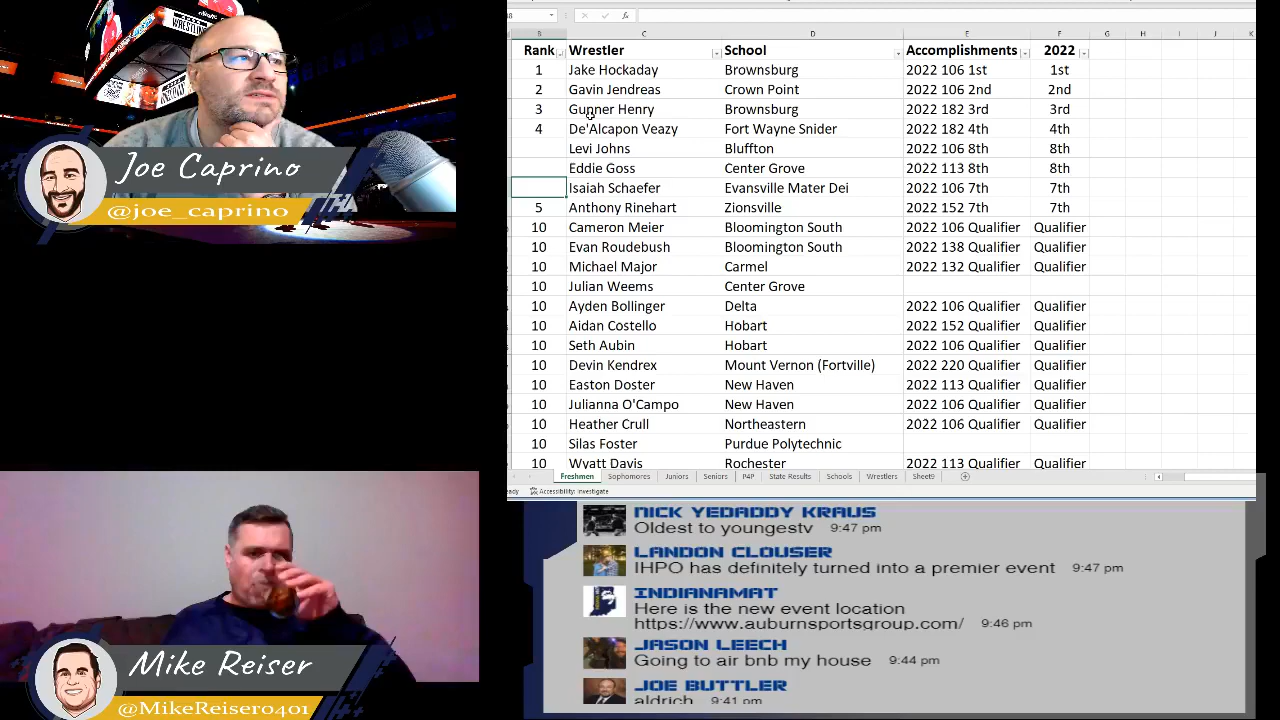 WRESTLING
Joe Caprino
@joe_caprino
THA
Mike Reiser
@MikeReiser0401
Rank Wrestler School Accomplishments 2022
1 Jake Hockaday Brownsburg 2022 106 1st 1st
2 Gavin Jendreas Crown Point 2022 106 2nd 2nd
3 Gunner Henry Brownsburg 2022 182 3rd 3rd
4 De'Alcapon Veazy Fort Wayne Snider 2022 182 4th 4th
Levi Johns Bluffton 2022 106 8th 8th
Eddie Goss Center Grove 2022 113 8th 8th
Isaiah Schaefer Evansville Mater Dei 2022 106 7th 7th
5 Anthony Rinehart Zionsville 2022 152 7th 7th
10 Cameron Meier Bloomington South 2022 106 Qualifier Qualifier
10 Evan Roudebush Bloomington South 2022 138 Qualifier Qualifier
10 Michael Major Carmel 2022 132 Qualifier Qualifier
10 Julian Weems Center Grove
10 Ayden Bollinger Delta 2022 106 Qualifier Qualifier
10 Aidan Costello Hobart 2022 152 Qualifier Qualifier
10 Seth Aubin Hobart 2022 106 Qualifier Qualifier
10 Devin Kendrex Mount Vernon (Fortville) 2022 220 Qualifier Qualifier
10 Easton Doster New Haven 2022 113 Qualifier Qualifier
10 Julianna O'Campo New Haven 2022 106 Qualifier Qualifier
10 Heather Crull Northeastern 2022 106 Qualifier Qualifier
10 Silas Foster Purdue Polytechnic
10 Wyatt Davis Rochester 2022 113 Qualifier Qualifier
Freshmen Sophomores Juniors Seniors P4P State Results Schools Wrestlers Sheet9
Accessibility: Investigate
NICK YEDADDY KRAUS
Oldest to youngestv 9:47 pm
LANDON CLOUSER
IHPO has definitely turned into a premier event 9:47 pm
INDIANAMAT
Here is the new event location
https://www.auburnsportsgroup.com/ 9:46 pm
JASON LEECH
Going to air bnb my house 9:44 pm
JOE BUTTLER
aldrich 9:41 pm